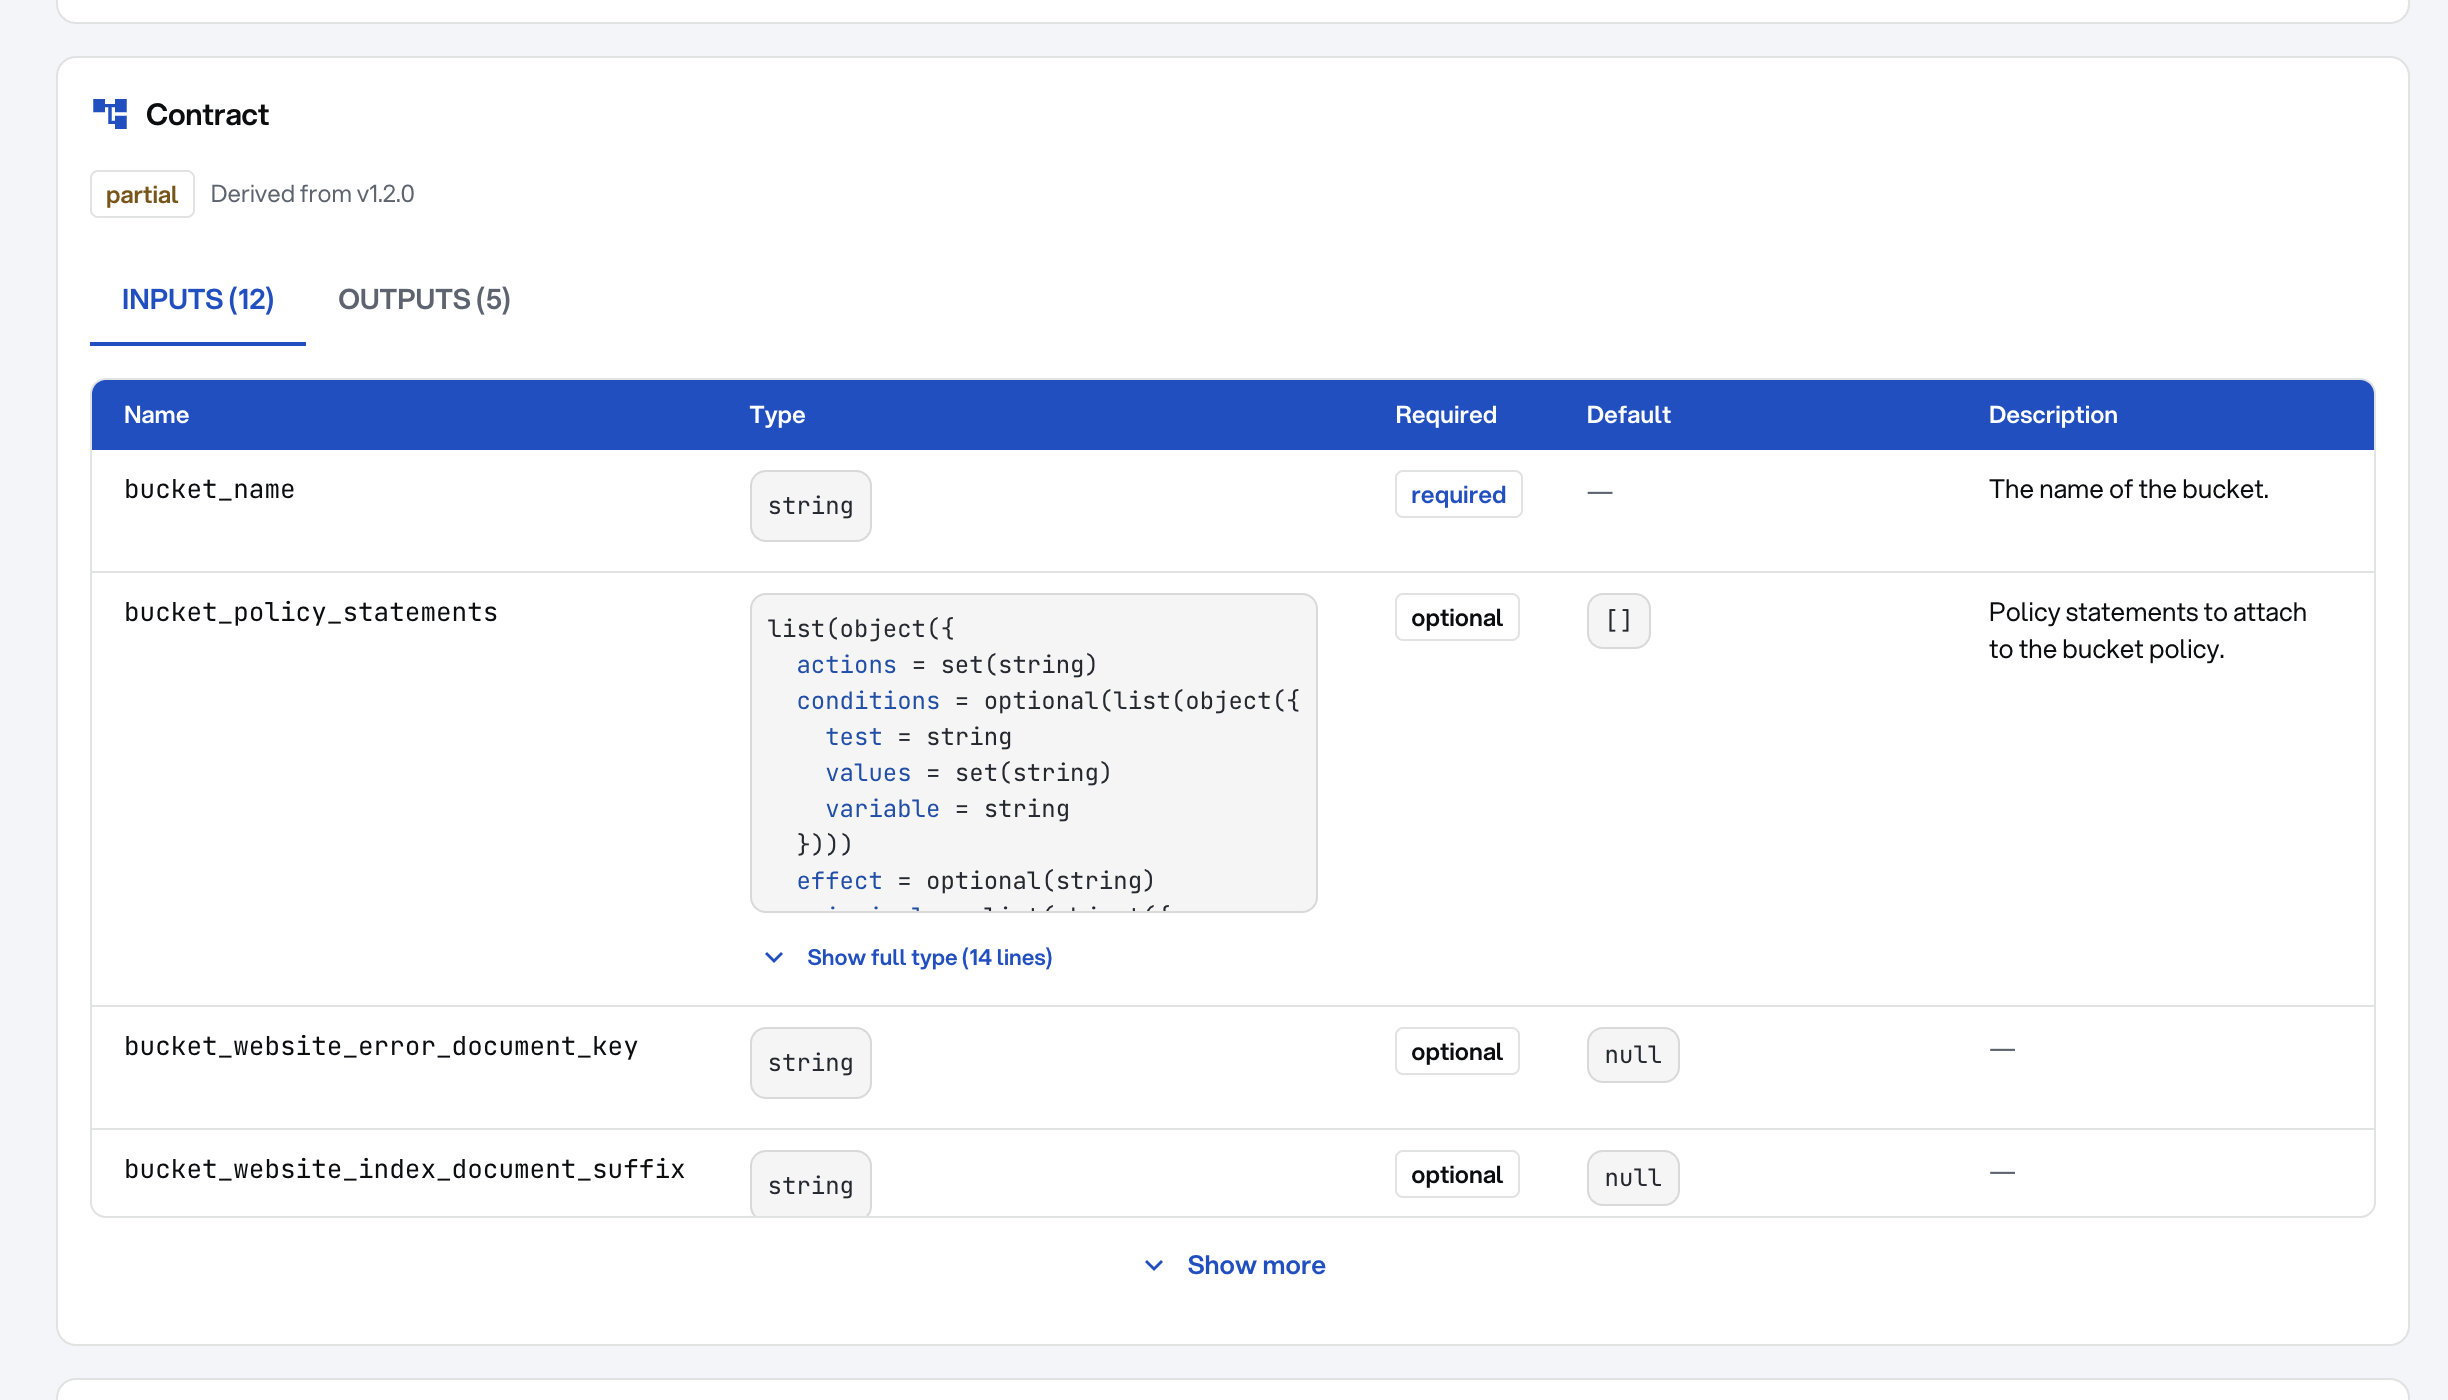 Contract
partial Derived from v1.2.0
INPUTS (12) OUTPUTS (5)
Name Type Required Default Description
bucket_name string required — The name of the bucket.
bucket_policy_statements list(object({ optional [] Policy statements to attach
to the bucket policy.
actions = set(string)
conditions = optional(list(object({
test = string
values = set(string)
variable = string
})))
effect = optional(string)
Show full type (14 lines)
bucket_website_error_document_key string optional null —
bucket_website_index_document_suffix string optional null —
Show more